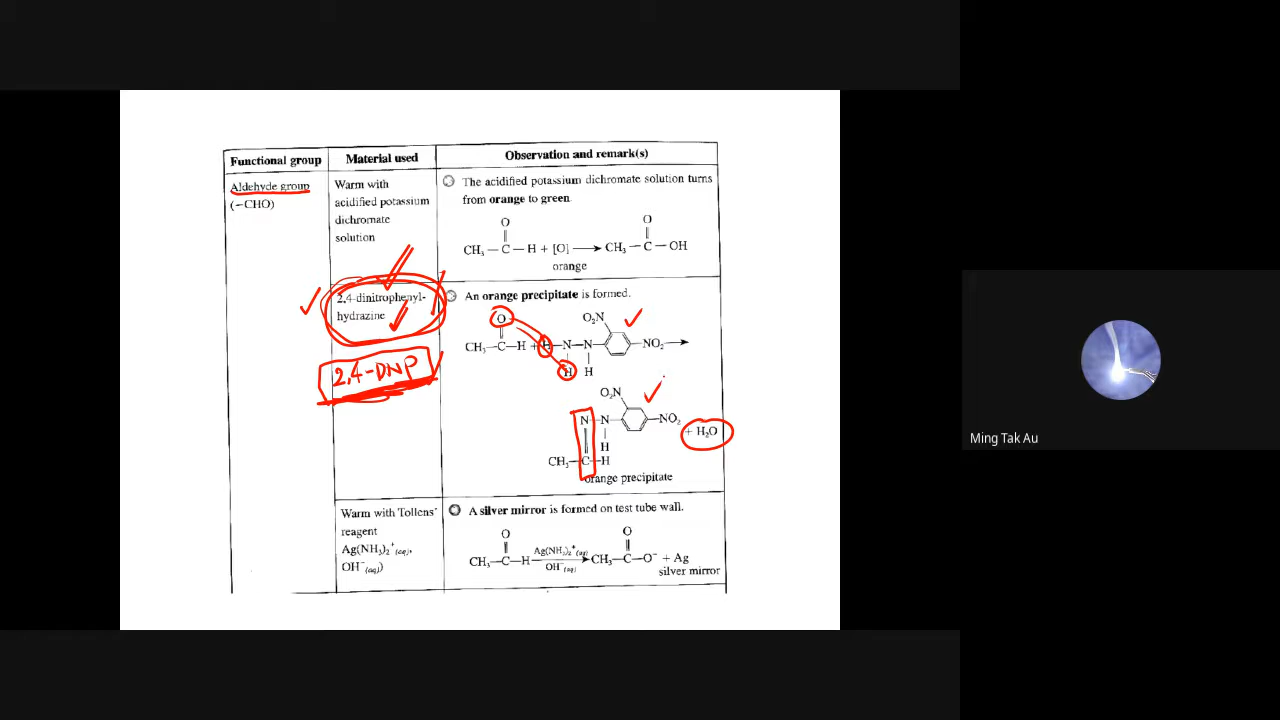 Functional group
Material used
Observation and remark(s)
Aldehyde group
(−CHO)
Warm with
acidified potassium
dichromate
solution
The acidified potassium dichromate solution turns
from orange to green.
O
CH₃ — C — H + [O] ⟶ CH₃ — C — OH
O
orange
2,4-dinitrophenyl-
hydrazine
2,4-DNP
An orange precipitate is formed.
O
O₂N
CH₃—C—H + H—N—N NO₂ ⟶
H H
O₂N
N—N NO₂
+ H₂O
H
CH₃—C—H
orange precipitate
Warm with Tollens'
reagent
Ag(NH₃)₂⁺(aq),
OH⁻(aq))
A silver mirror is formed on test tube wall.
O O
CH₃—C—H Ag(NH₃)₂⁺(aq) CH₃—C—O⁻ + Ag
OH⁻(aq)
silver mirror
Ming Tak Au